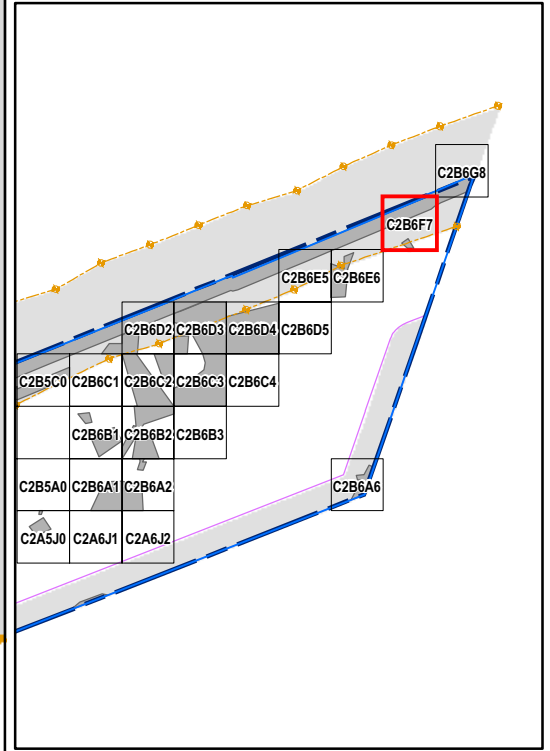 C2B6G8
C2B6F7
C2B6E5 C2B6E6
C2B6D2 C2B6D3 C2B6D4 C2B6D5
C2B5C0 C2B6C1 C2B6C2 C2B6C3 C2B6C4
C2B6B1 C2B6B2 C2B6B3
C2B5A0 C2B6A1 C2B6A2 C2B6A6
C2A5J0 C2A6J1 C2A6J2